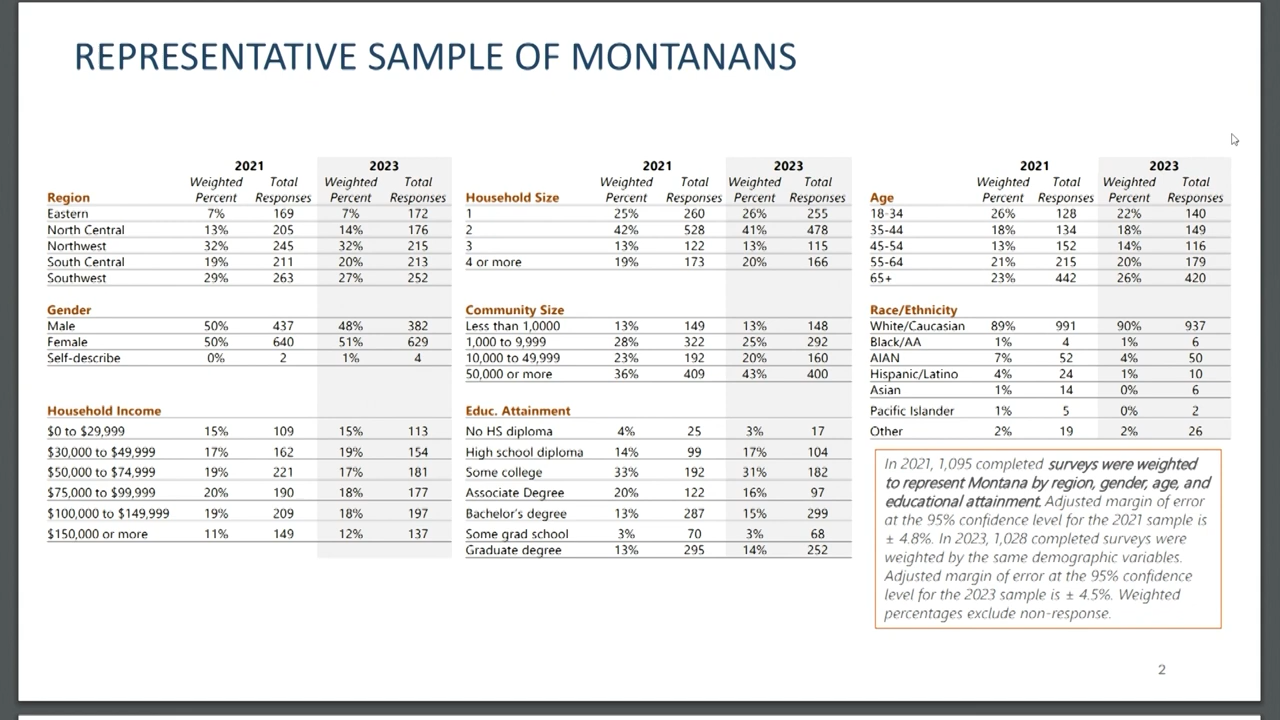 REPRESENTATIVE SAMPLE OF MONTANANS
2021 2023
Weighted Total Weighted Total
Region Percent Responses Percent Responses
Eastern 7% 169 7% 172
North Central 13% 205 14% 176
Northwest 32% 245 32% 215
South Central 19% 211 20% 213
Southwest 29% 263 27% 252
Gender
Male 50% 437 48% 382
Female 50% 640 51% 629
Self-describe 0% 2 1% 4
Household Income
$0 to $29,999 15% 109 15% 113
$30,000 to $49,999 17% 162 19% 154
$50,000 to $74,999 19% 221 17% 181
$75,000 to $99,999 20% 190 18% 177
$100,000 to $149,999 19% 209 18% 197
$150,000 or more 11% 149 12% 137
2021 2023
Weighted Total Weighted Total
Household Size Percent Responses Percent Responses
1 25% 260 26% 255
2 42% 528 41% 478
3 13% 122 13% 115
4 or more 19% 173 20% 166
Community Size
Less than 1,0000 13% 149 13% 148
1,000 to 9,999 28% 322 25% 292
10,000 to 49,999 23% 192 20% 160
50,000 or more 36% 409 43% 400
Educ. Attainment
No HS diploma 4% 25 3% 17
High school diploma 14% 99 17% 104
Some college 33% 192 31% 182
Associate Degree 20% 122 16% 97
Bachelor's degree 13% 287 15% 299
Some grad school 3% 70 3% 68
Graduate degree 13% 295 14% 252
2021 2023
Weighted Total Weighted Total
Age Percent Responses Percent Responses
18-34 26% 128 22% 140
35-44 18% 134 18% 149
45-54 13% 152 14% 116
55-64 21% 215 20% 179
65+ 23% 442 26% 420
Race/Ethnicity
White/Caucasian 89% 991 90% 937
Black/AA 1% 4 1% 6
AIAN 7% 52 4% 50
Hispanic/Latino 4% 24 1% 10
Asian 1% 14 0% 6
Pacific Islander 1% 5 0% 2
Other 2% 19 2% 26
In 2021, 1,095 completed surveys were weighted
to represent Montana by region, gender, age, and
educational attainment. Adjusted margin of error
at the 95% confidence level for the 2021 sample is
± 4.8%. In 2023, 1,028 completed surveys were
weighted by the same demographic variables.
Adjusted margin of error at the 95% confidence
level for the 2023 sample is ± 4.5%. Weighted
percentages exclude non-response.
2